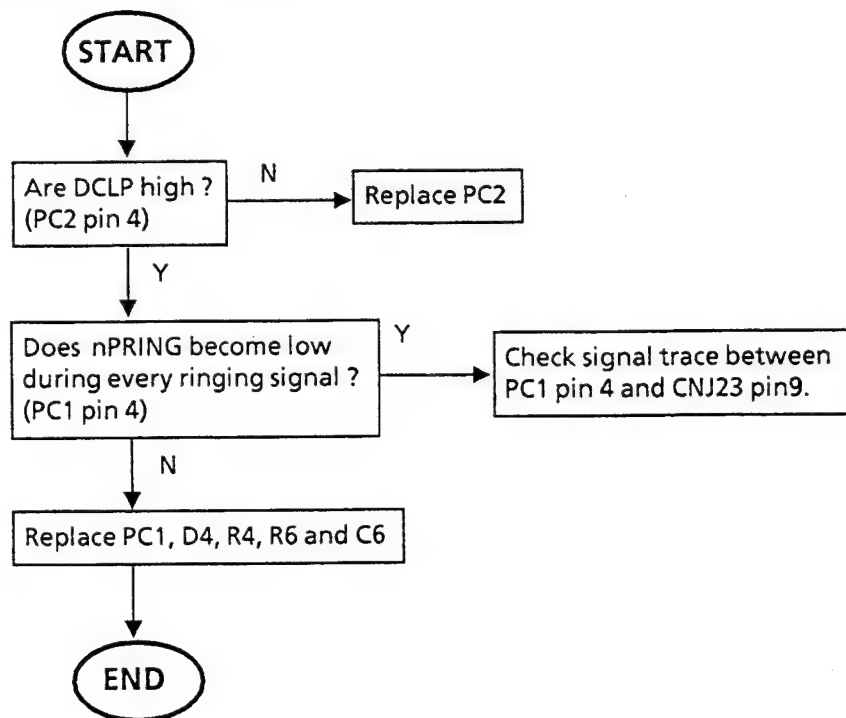 START
Are DCLP high ?
(PC2 pin 4)
N
Replace PC2
Y
Does nPRING become low
during every ringing signal ?
(PC1 pin 4)
Y
Check signal trace between
PC1 pin 4 and CNJ23 pin9.
N
Replace PC1, D4, R4, R6 and C6
END